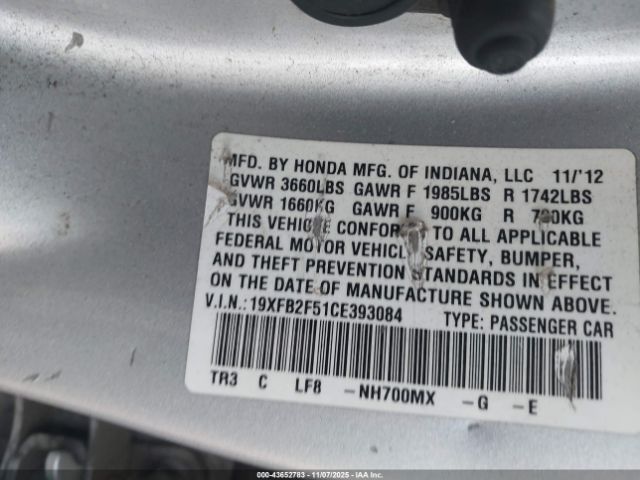 MFD. BY HONDA MFG. OF INDIANA, LLC 11/'12
GVWR 3660LBS GAWR F 1985LBS R 1742LBS
GVWR 1660KG GAWR F 900KG R 790KG
THIS VEHICLE CONFORMS TO ALL APPLICABLE
FEDERAL MOTOR VEHICLE SAFETY, BUMPER,
AND THEFT PREVENTION STANDARDS IN EFFECT
ON THE DATE OF MANUFACTURE SHOWN ABOVE.
V.I.N.:19XFB2F51CE393084 TYPE: PASSENGER CAR
TR3 C LF8 -NH700MX -G -E
00-43652783 - 11/07/2025 - IAA Inc.